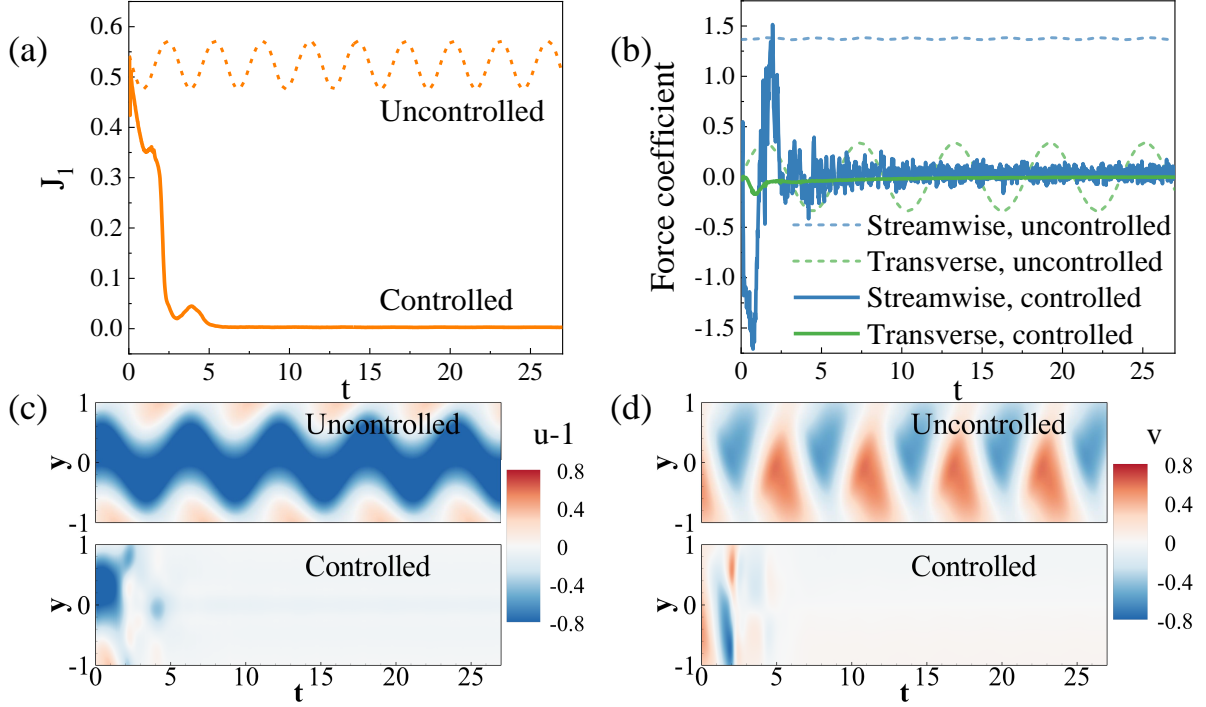 (a)
0.6
0.5
0.4
0.3
0.2
0.1
0.0
J1
Uncontrolled
Controlled
0 5 10 15 20 25
t
(b)
1.5
1.0
0.5
0.0
-0.5
-1.0
-1.5
Force coefficient
Streamwise, uncontrolled
Transverse, uncontrolled
Streamwise, controlled
Transverse, controlled
0 5 10 15 20 25
t
(c)
1
0
-1
y
Uncontrolled
1
0
-1
y
Controlled
0 5 10 15 20 25
t
u-1
0.8
0.4
0
-0.4
-0.8
(d)
1
0
-1
y
Uncontrolled
1
0
-1
y
Controlled
0 5 10 15 20 25
t
v
0.8
0.4
0
-0.4
-0.8